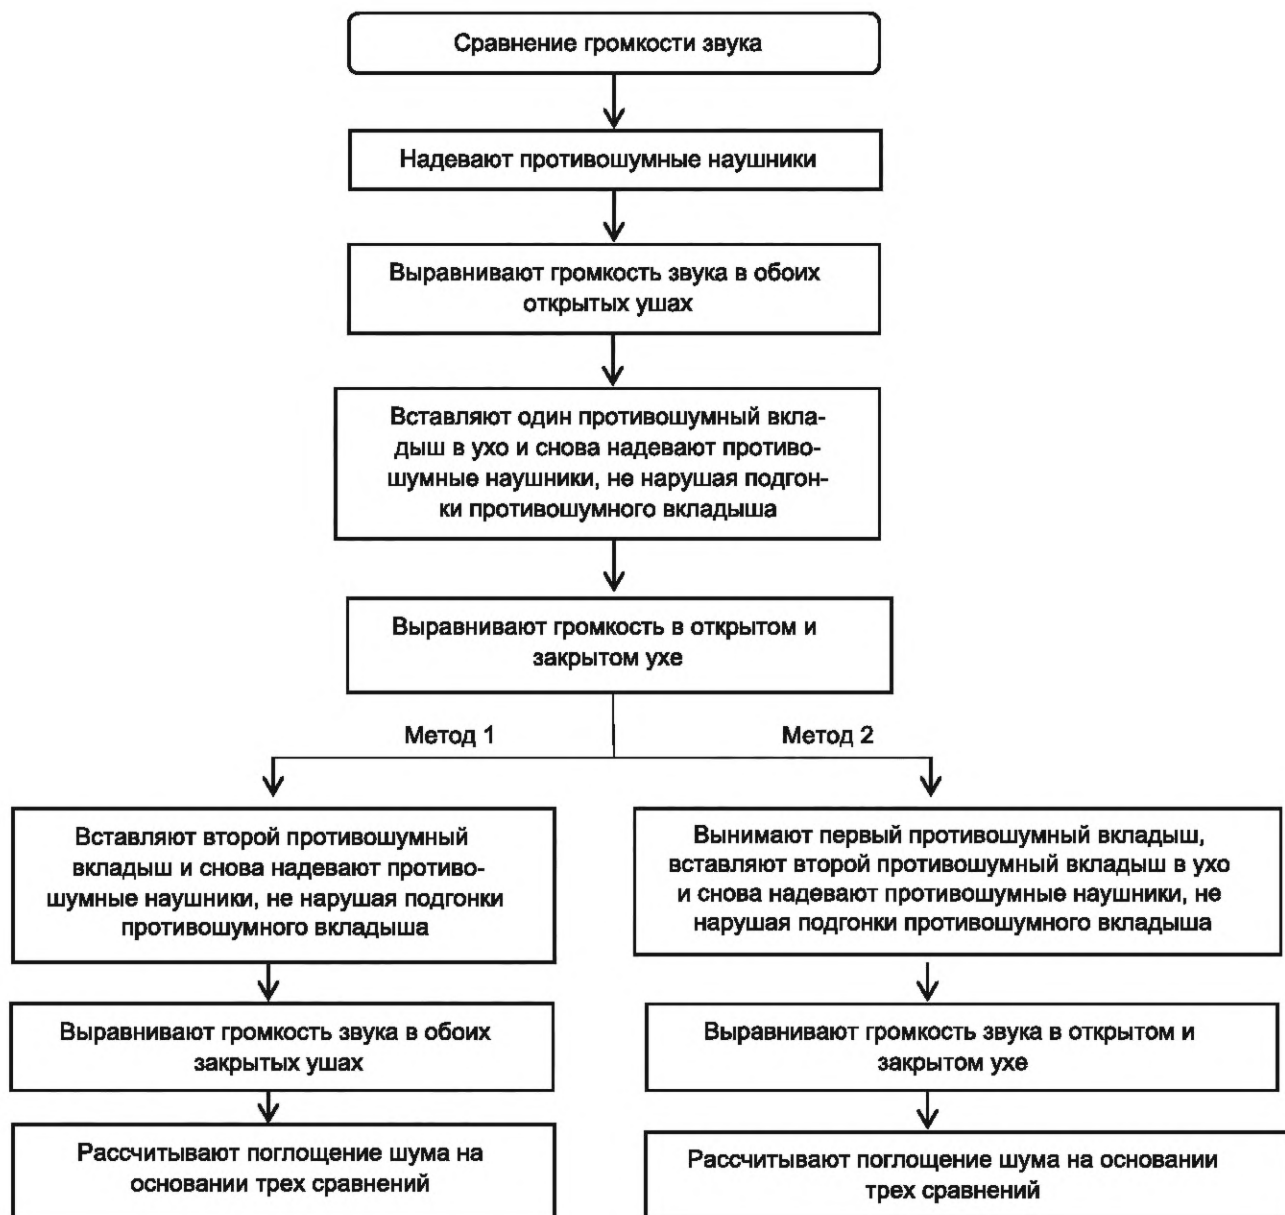 Сравнение громкости звука
Надевают противошумные наушники
Выравнивают громкость звука в обоих
открытых ушах
Вставляют один противошумный вкла-
дыш в ухо и снова надевают противо-
шумные наушники, не нарушая подгон-
ки противошумного вкладыша
Выравнивают громкость в открытом и
закрытом ухе
Метод 1
Метод 2
Вставляют второй противошумный
вкладыш и снова надевают противо-
шумные наушники, не нарушая подгонки
противошумного вкладыша
Выравнивают громкость звука в обоих
закрытых ушах
Рассчитывают поглощение шума на
основании трех сравнений
Вынимают первый противошумный вкладыш,
вставляют второй противошумный вкладыш в ухо
и снова надевают противошумные наушники, не
нарушая подгонки противошумного вкладыша
Выравнивают громкость звука в открытом и
закрытом ухе
Рассчитывают поглощение шума на основании
трех сравнений